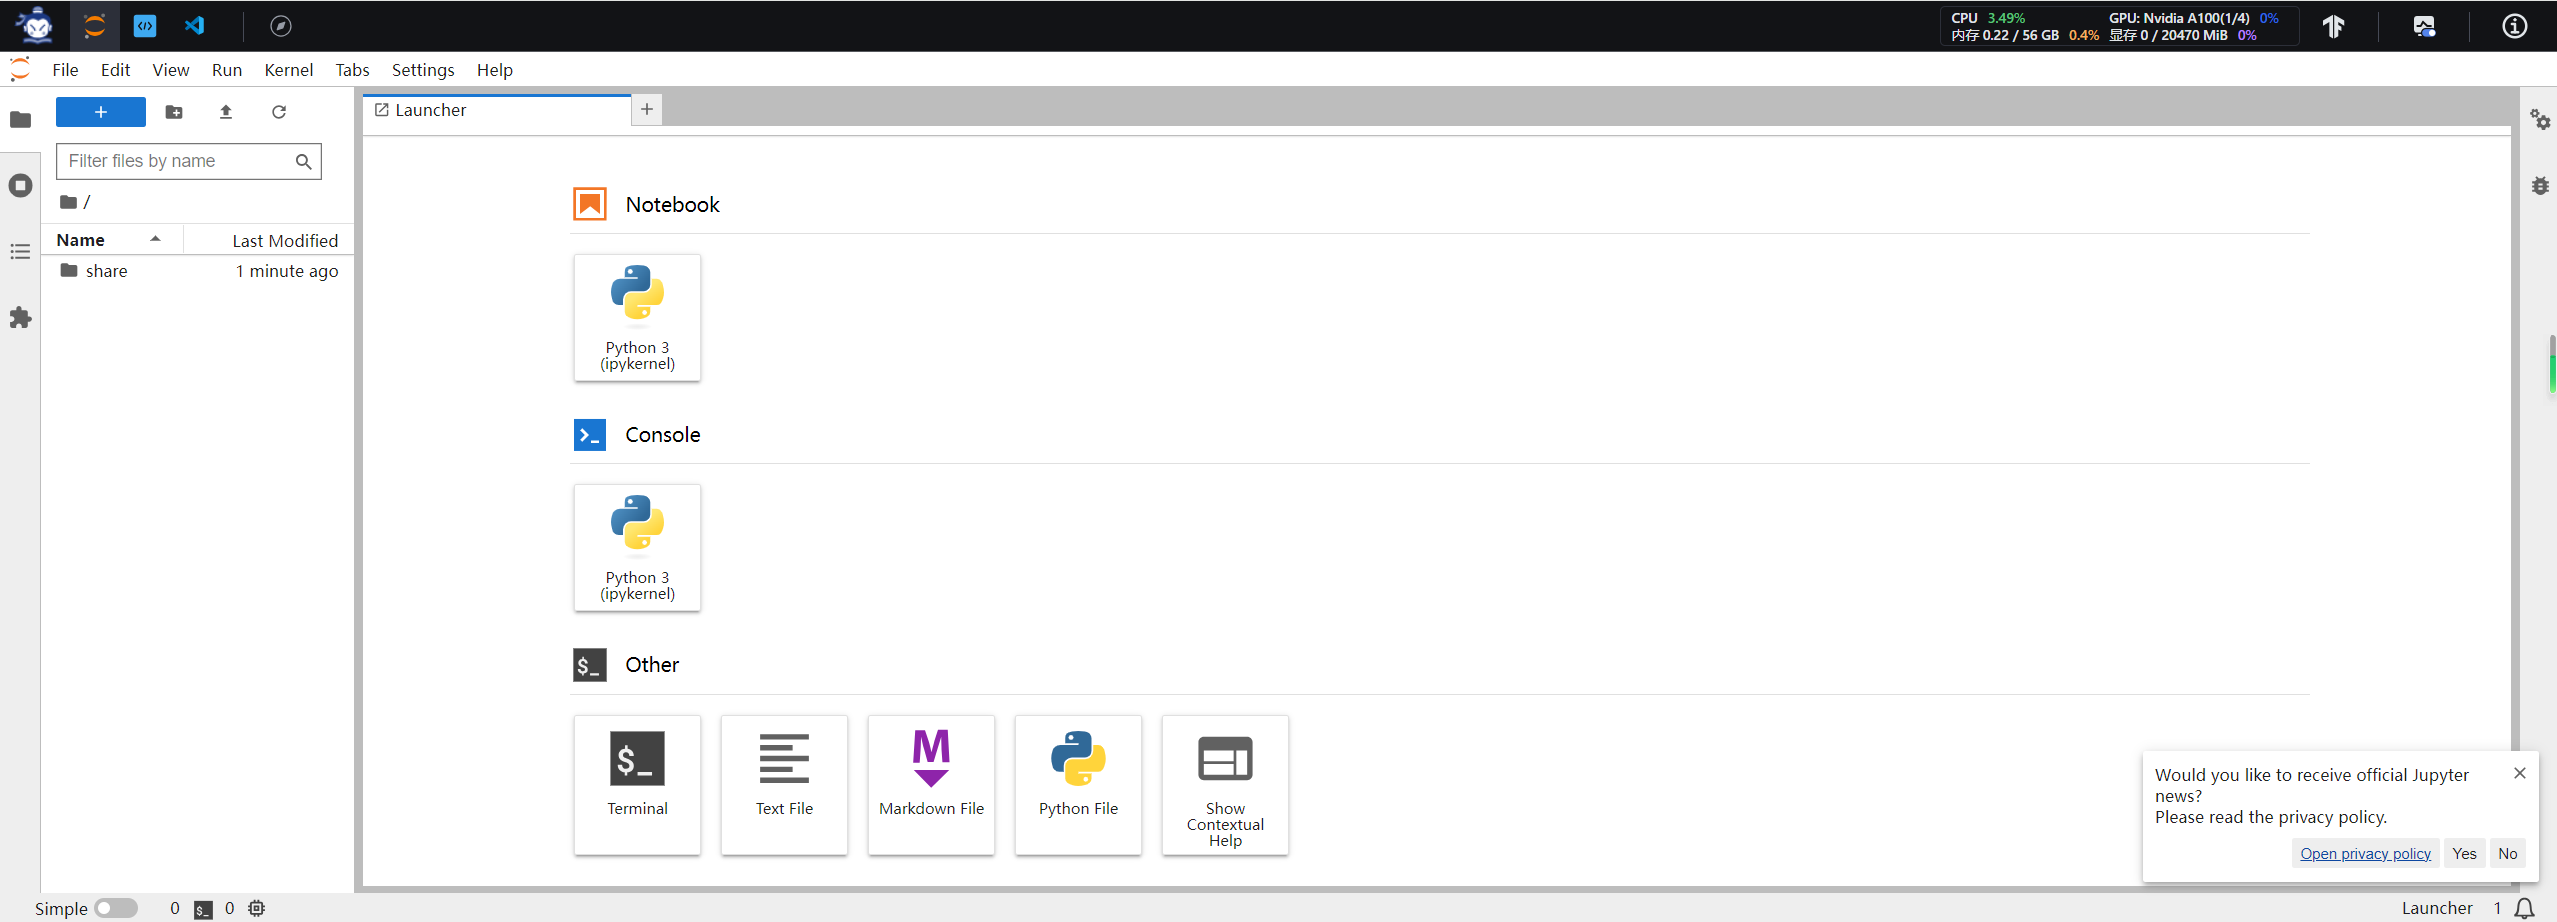 CPU 3.49% GPU: Nvidia A100(1/4) 0%
内存 0.22 / 56 GB 0.4% 显存 0 / 20470 MiB 0%
File Edit View Run Kernel Tabs Settings Help
+
Launcher
+
Filter files by name
/
Name Last Modified
share 1 minute ago
Notebook
Python 3
(ipykernel)
Console
Python 3
(ipykernel)
$_ Other
$_
Terminal
Text File
M
Markdown File
Python File
Show
Contextual
Help
Would you like to receive official Jupyter
news?
Please read the privacy policy.
Open privacy policy Yes No
Simple 0 $_ 0 Launcher 1